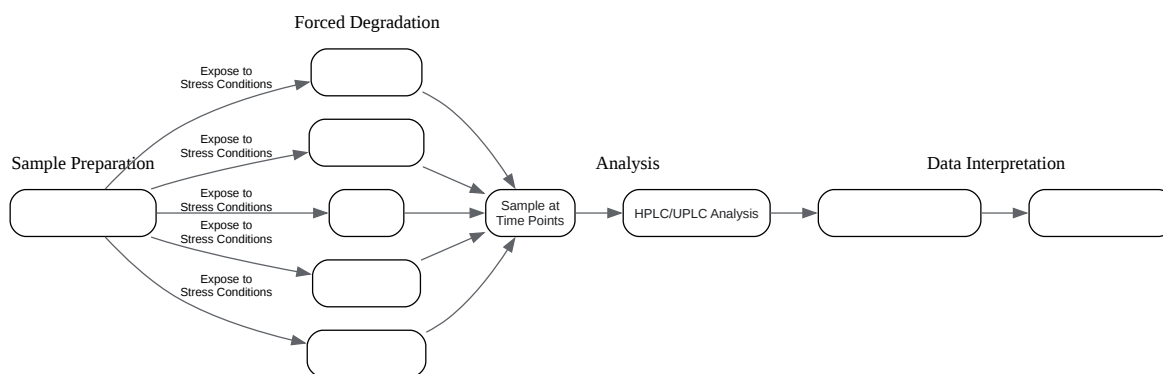 Forced Degradation
Expose to
Stress Conditions
Expose to
Stress Conditions
Sample Preparation
Analysis
Data Interpretation
Expose to
Stress Conditions
Sample at
Time Points
HPLC/UPLC Analysis
Expose to
Stress Conditions
Expose to
Stress Conditions